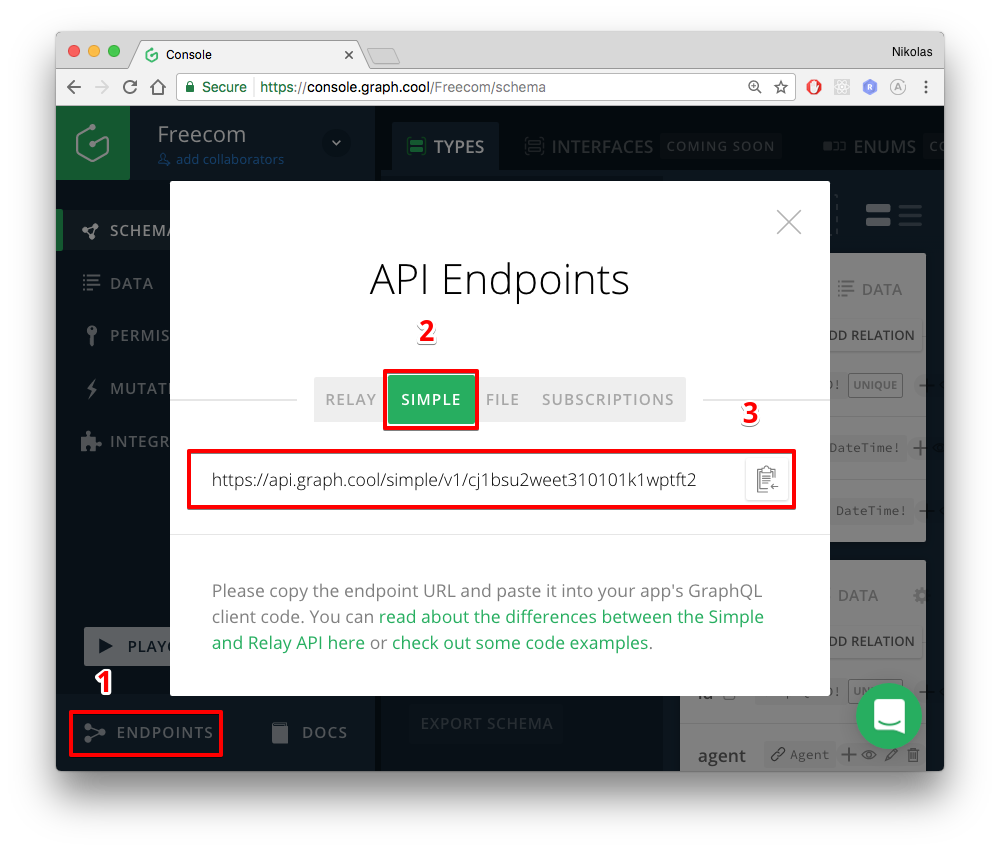 Console
Nikolas
Secure https://console.graph.cool/Freecom/schema
Freecom
add collaborators
TYPES
INTERFACES COMING SOON
ENUMS
SCHEMA
DATA
PERMIS
MUTATI
INTEGR
PLAY
1
ENDPOINTS
DOCS
API Endpoints
2
RELAY SIMPLE FILE SUBSCRIPTIONS
3
https://api.graph.cool/simple/v1/cj1bsu2weet310101k1wptft2
Please copy the endpoint URL and paste it into your app's GraphQL
client code. You can read about the differences between the Simple
and Relay API here or check out some code examples.
DATA
DD RELATION
D! UNIQUE
DateTime!
DateTime!
DATA
DD RELATION
EXPORT SCHEMA
agent Agent